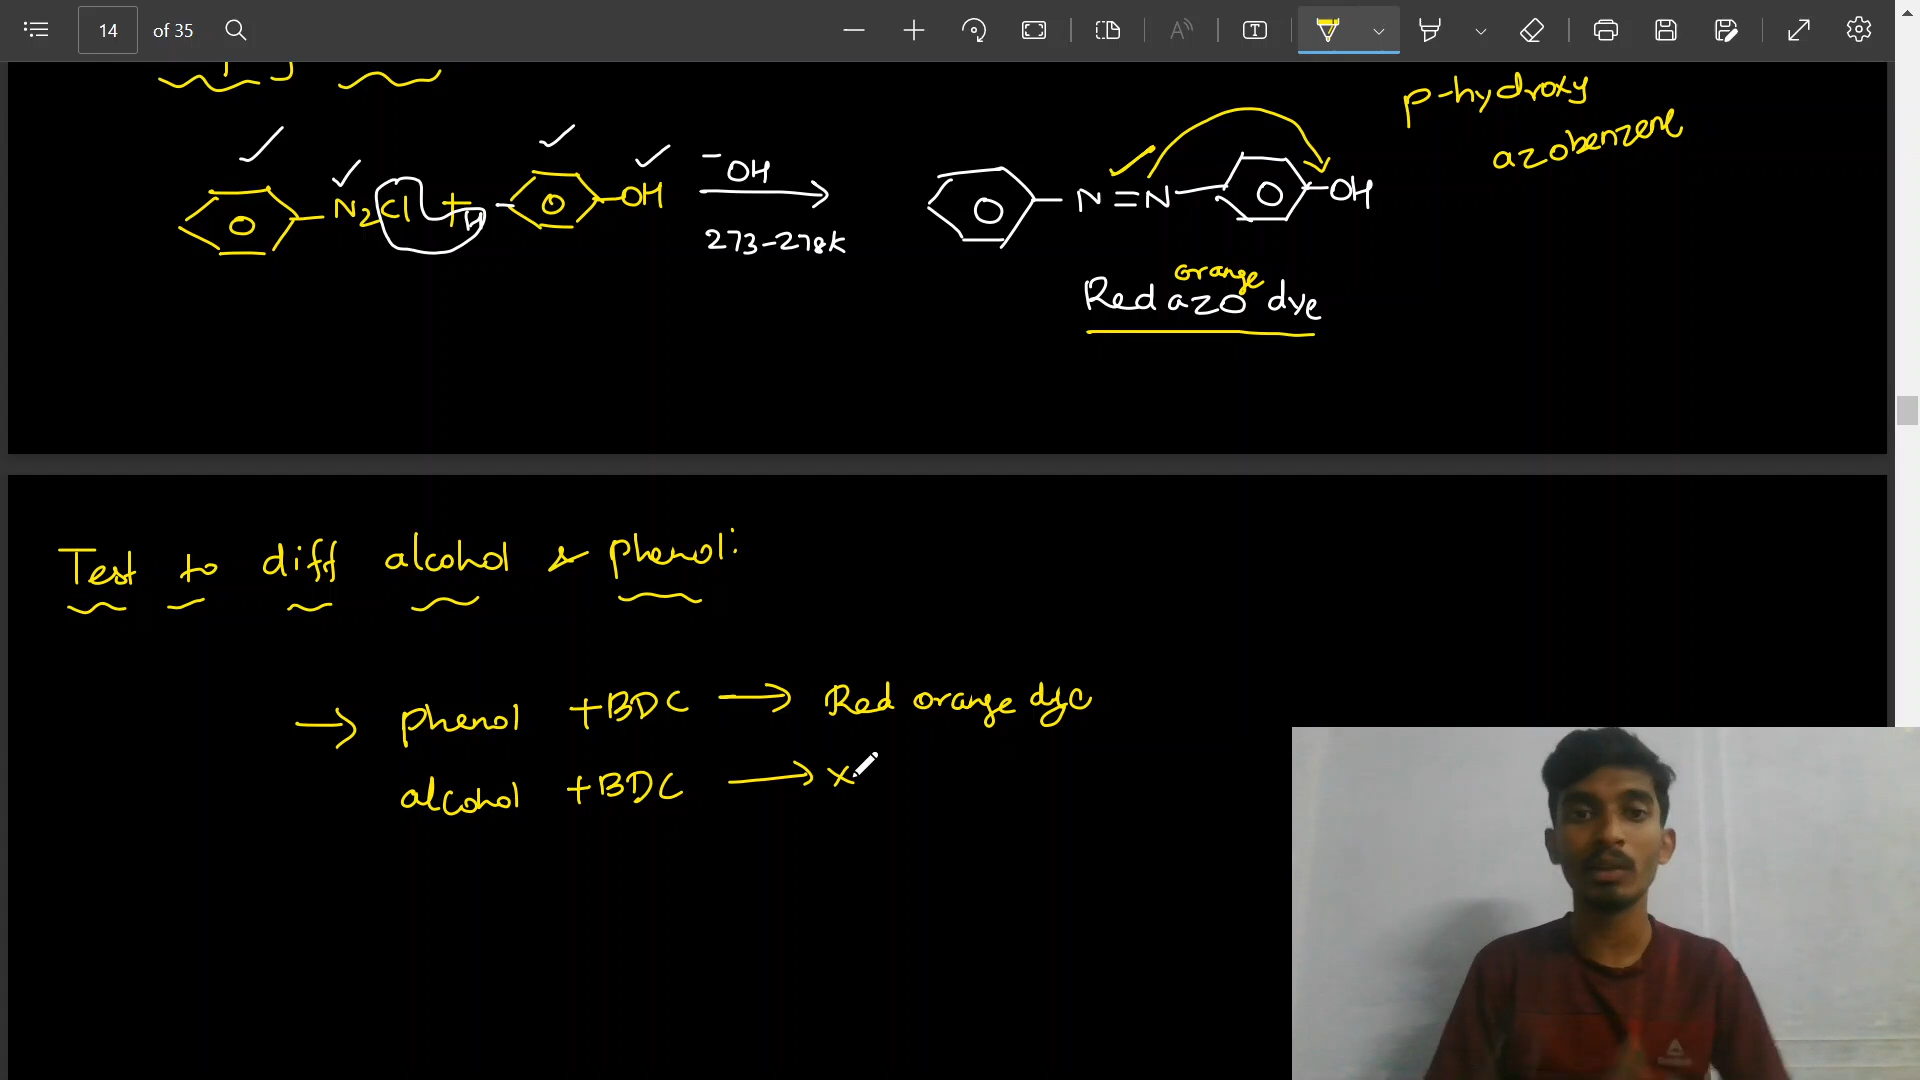 14 of 35
p-hydroxy
azobenzene
N₂Cl + H OH
⁻OH
273-278k
N=N OH
orange
Red azo dye
Test to diff alcohol & phenol:
→ phenol +BDC → Red orange dye
alcohol +BDC → x